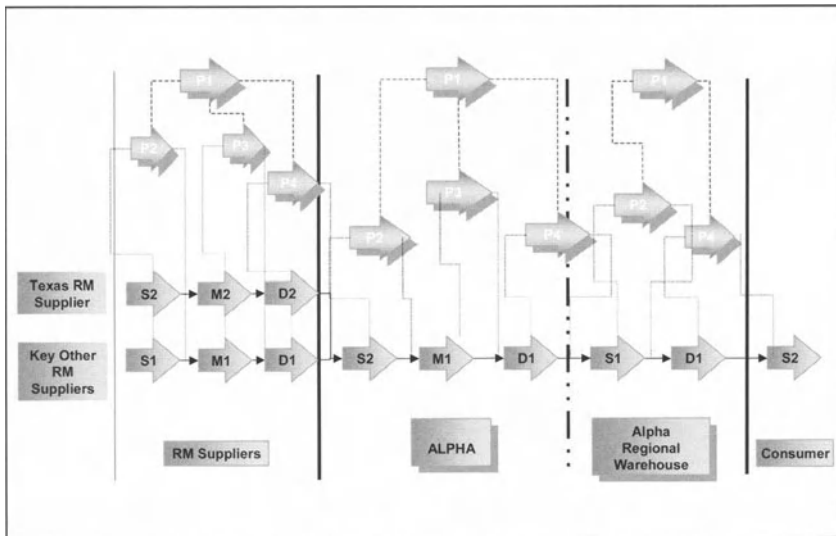 P1
P1
P1
P2
P3
P4
P3
P2
P4
P2
P4
Texas RM
Supplier
S2
M2
D2
Key Other
RM
Suppliers
S1
M1
D1
S2
M1
D1
S1
D1
S2
RM Suppliers
ALPHA
Alpha
Regional
Warehouse
Consumer